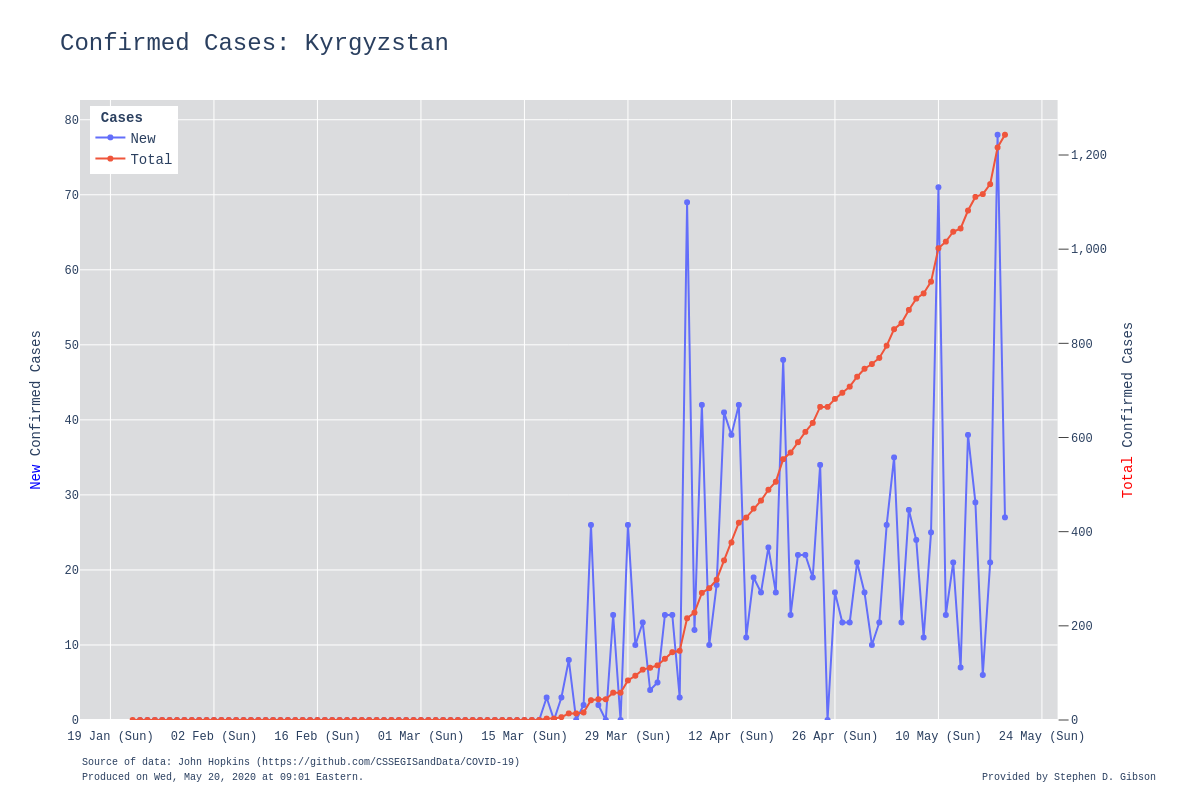 Confirmed Cases: Kyrgyzstan
Cases
New
Total
80
70
60
50
40
30
20
10
0
New Confirmed Cases
1,200
1,000
800
600
400
200
0
Total Confirmed Cases
19 Jan (Sun) 02 Feb (Sun) 16 Feb (Sun) 01 Mar (Sun) 15 Mar (Sun) 29 Mar (Sun) 12 Apr (Sun) 26 Apr (Sun) 10 May (Sun) 24 May (Sun)
Source of data: John Hopkins (https://github.com/CSSEGISandData/COVID-19)
Produced on Wed, May 20, 2020 at 09:01 Eastern.
Provided by Stephen D. Gibson